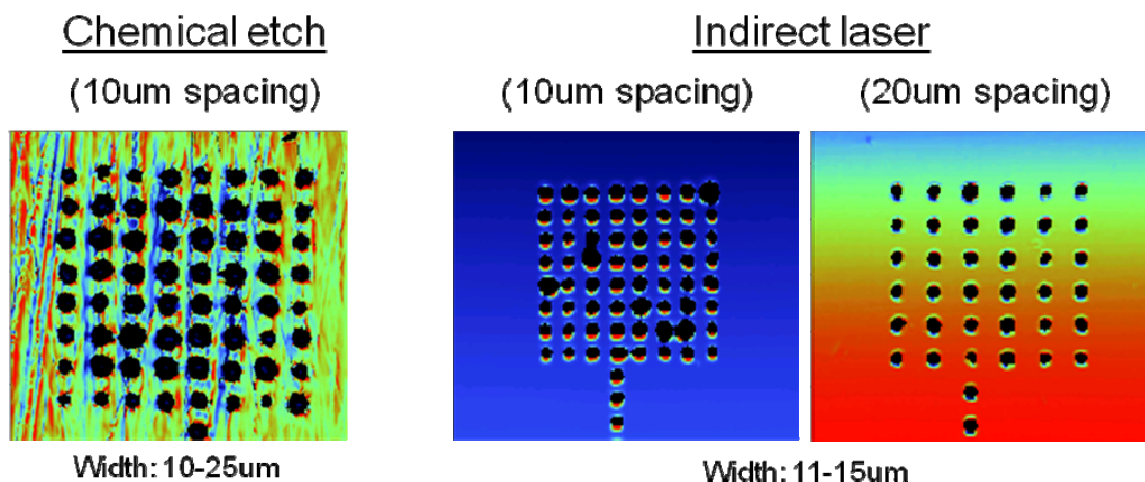 Chemical etch
(10um spacing)
Width: 10-25um
Indirect laser
(10um spacing)
(20um spacing)
Width: 11-15um